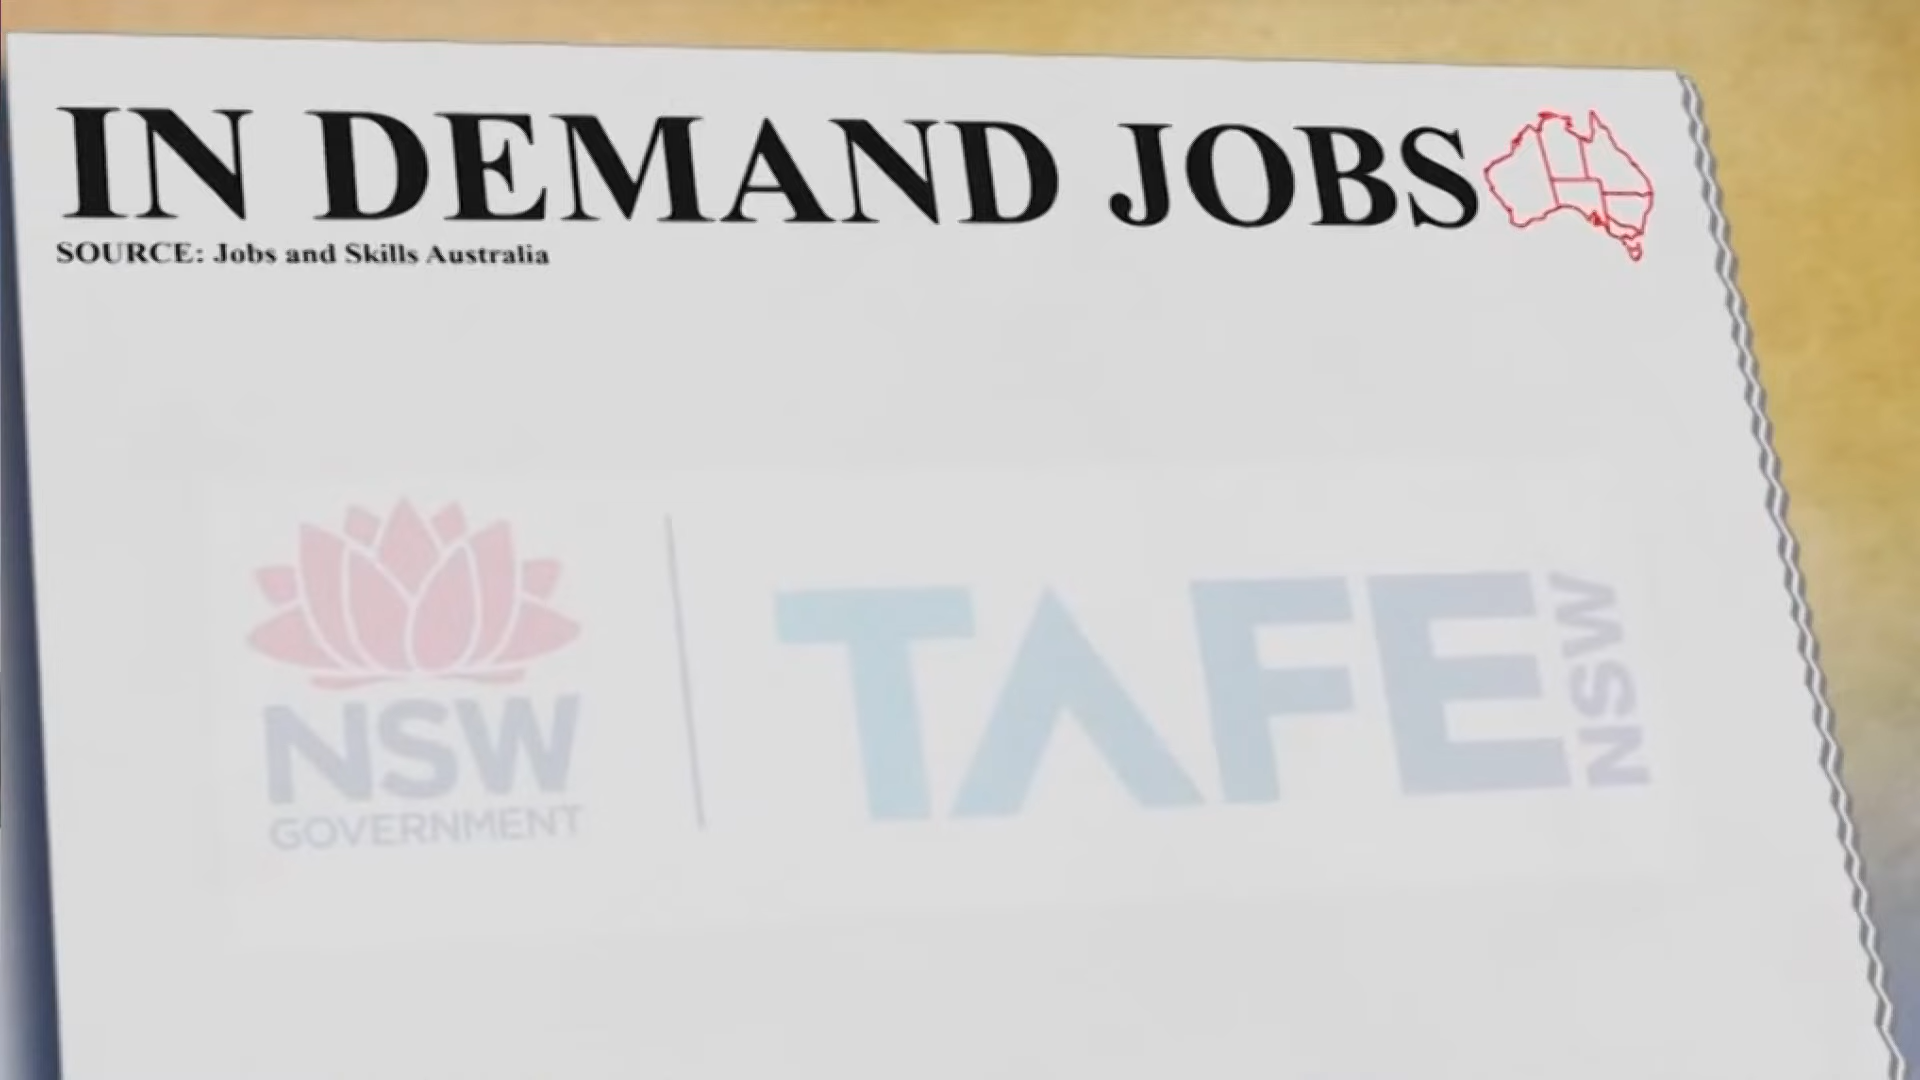 IN DEMAND JOBS
SOURCE: Jobs and Skills Australia
NSW
GOVERNMENT
TAFE
NSW